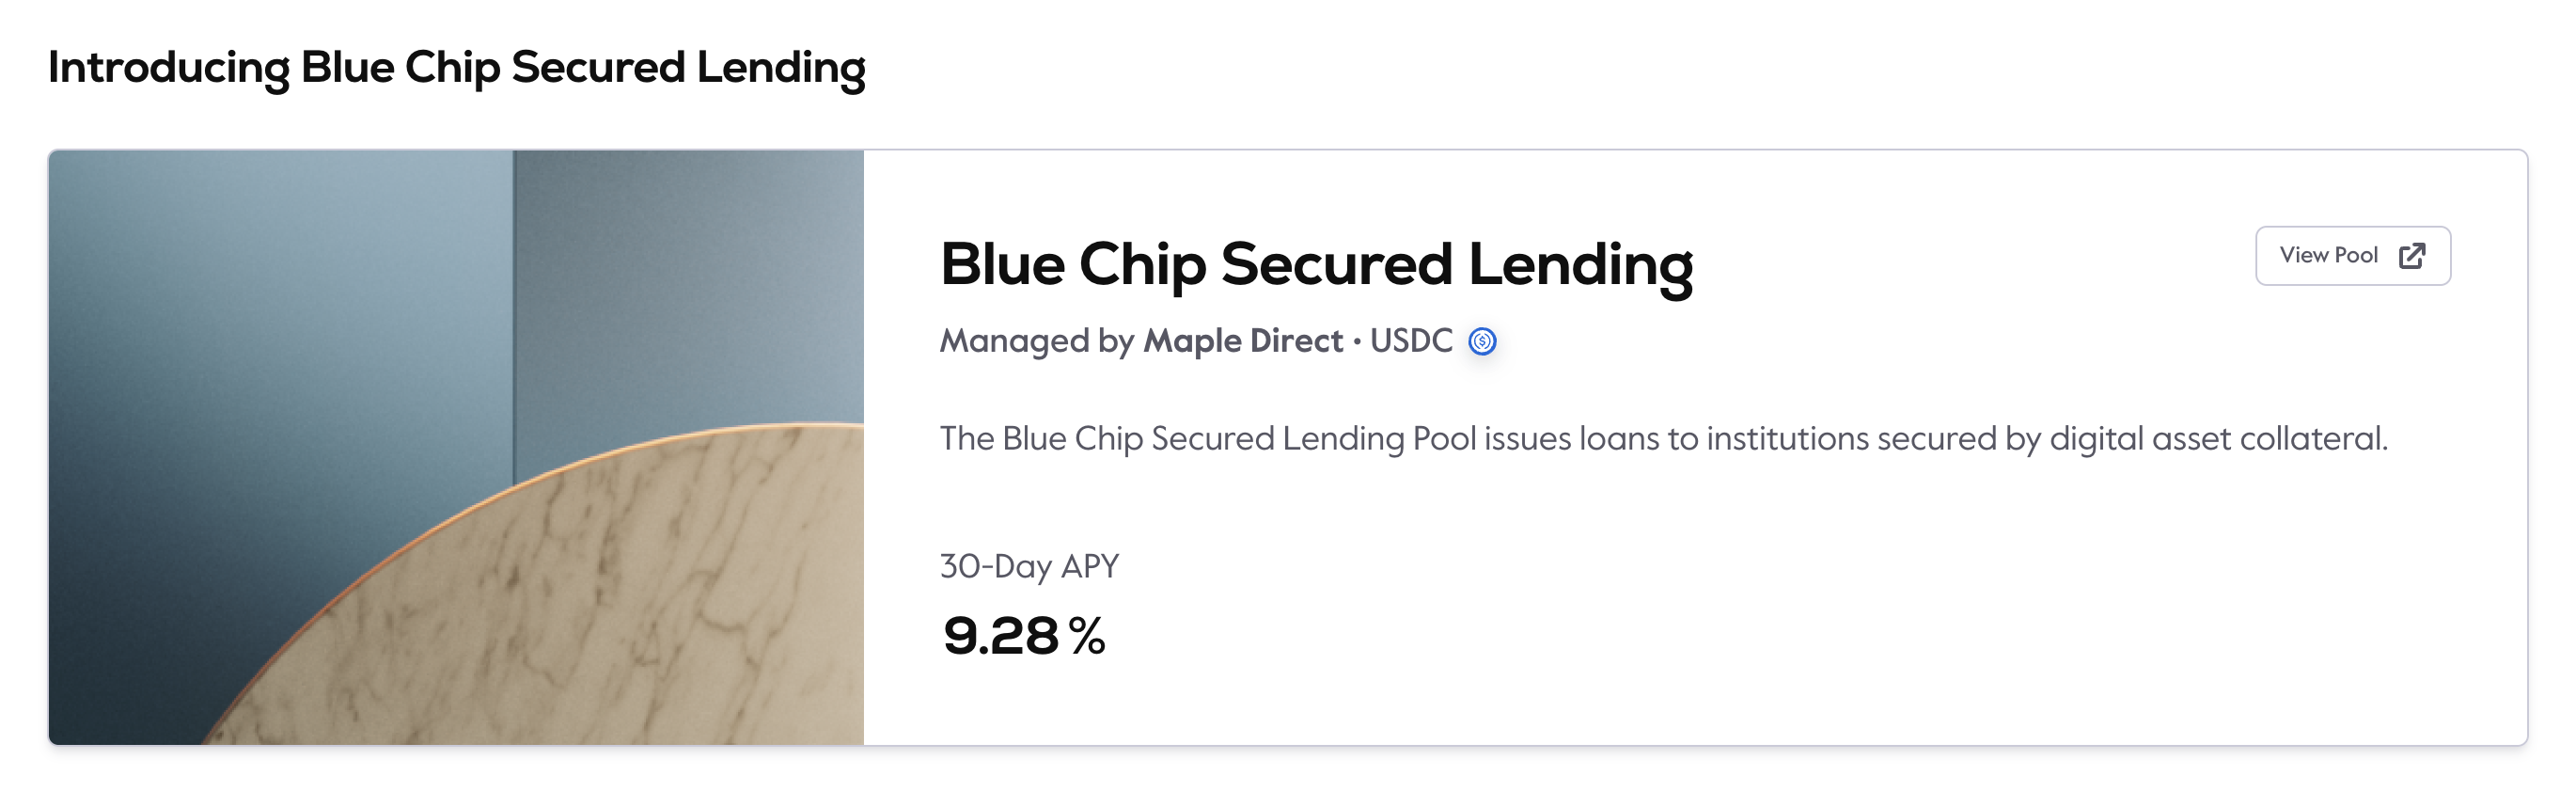 Introducing Blue Chip Secured Lending
Blue Chip Secured Lending
View Pool
Managed by Maple Direct • USDC
The Blue Chip Secured Lending Pool issues loans to institutions secured by digital asset collateral.
30-Day APY
9.28 %